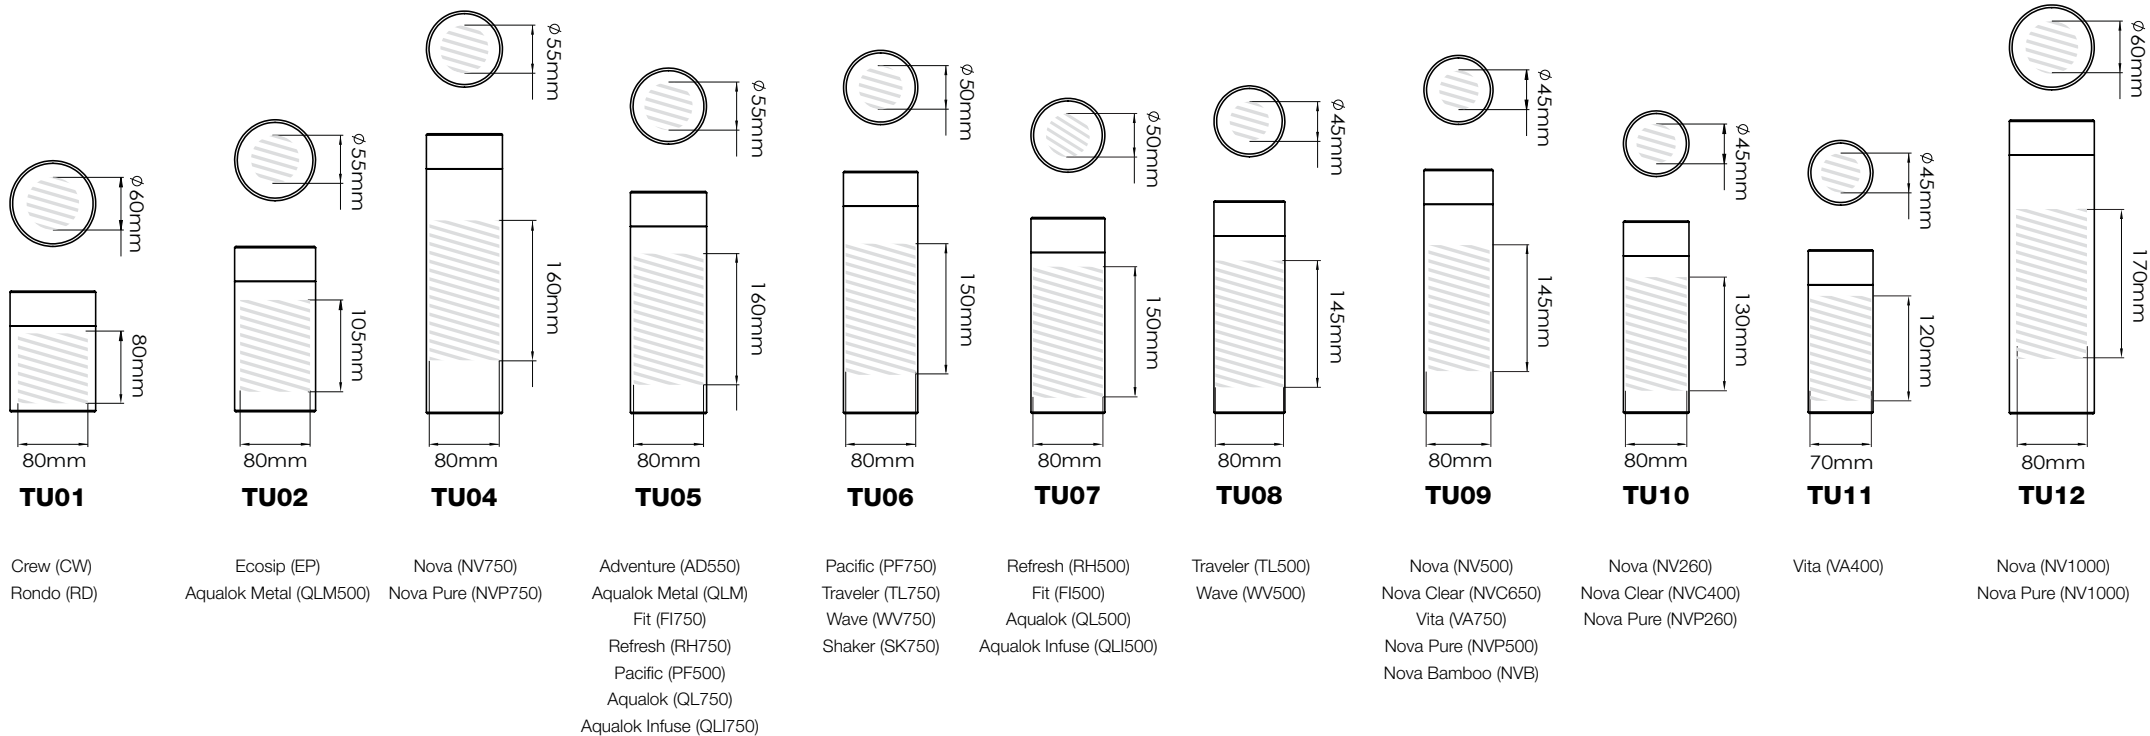 ⌀60mm
80mm
80mm
TU01
Crew (CW)
Rondo (RD)
⌀55mm
105mm
80mm
TU02
Ecosip (EP)
Aqualok Metal (QLM500)
⌀55mm
160mm
80mm
TU04
Nova (NV750)
Nova Pure (NVP750)
⌀55mm
160mm
80mm
TU05
Adventure (AD550)
Aqualok Metal (QLM)
Fit (FI750)
Refresh (RH750)
Pacific (PF500)
Aqualok (QL750)
Aqualok Infuse (QLI750)
⌀50mm
150mm
80mm
TU06
Pacific (PF750)
Traveler (TL750)
Wave (WV750)
Shaker (SK750)
⌀50mm
150mm
80mm
TU07
Refresh (RH500)
Fit (FI500)
Aqualok (QL500)
Aqualok Infuse (QLI500)
⌀45mm
145mm
80mm
TU08
Traveler (TL500)
Wave (WV500)
⌀45mm
145mm
80mm
TU09
Nova (NV500)
Nova Clear (NVC650)
Vita (VA750)
Nova Pure (NVP500)
Nova Bamboo (NVB)
⌀45mm
130mm
80mm
TU10
Nova (NV260)
Nova Clear (NVC400)
Nova Pure (NVP260)
⌀45mm
120mm
70mm
TU11
Vita (VA400)
⌀60mm
170mm
80mm
TU12
Nova (NV1000)
Nova Pure (NV1000)